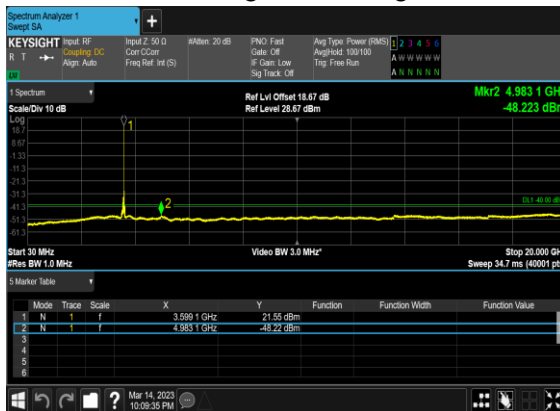 Spectrum Analyzer 1
Swept SA
+
KEYSIGHT Input: RF Input Z: 50 Ω #Atten: 20 dB PNO: Fast Avg Type: Power (RMS) 1 2 3 4 5 6
R T Coupling: DC Corr CCorr Gate: Off Avg|Hold: 100/100 A W W W W W
Align: Auto Freq Ref: Int (S) IF Gain: Low Trig: Free Run
Sig Track: Off A N N N N N
1 Spectrum Ref Lvl Offset 18.67 dB Mkr2 4.983 1 GH
Scale/Div 10 dB Ref Level 28.67 dBm -48.223 dBr
Log
18.7
8.67
-1.33
-11.3
-21.3
-31.3
-41.3
-51.3
-61.3
1
2
DL1 -40.00 dB
Start 30 MHz Video BW 3.0 MHz* Stop 20.000 GH
#Res BW 1.0 MHz Sweep 34.7 ms (40001 pt
5 Marker Table
Mode Trace Scale X Y Function Function Width Function Value
1 N 1 f 3.599 1 GHz 21.55 dBm
2 N 1 f 4.983 1 GHz -48.22 dBm
3
4
5
6
? Mar 14, 2023
10:09:35 PM